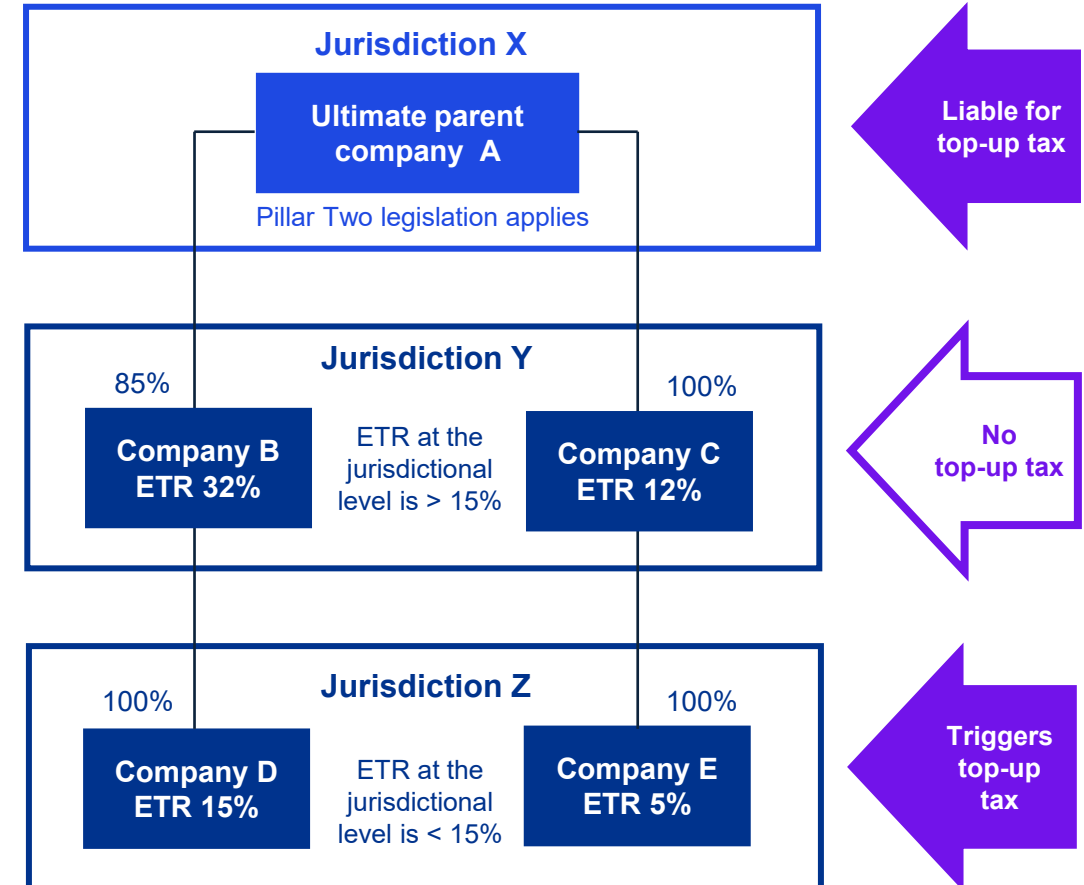 Jurisdiction X
Ultimate parent
company A
Pillar Two legislation applies
Liable for
top-up tax
Jurisdiction Y
85%
100%
Company B
ETR 32%
ETR at the
jurisdictional
level is > 15%
Company C
ETR 12%
No
top-up tax
Jurisdiction Z
100%
100%
Company D
ETR 15%
ETR at the
jurisdictional
level is < 15%
Company E
ETR 5%
Triggers
top-up
tax